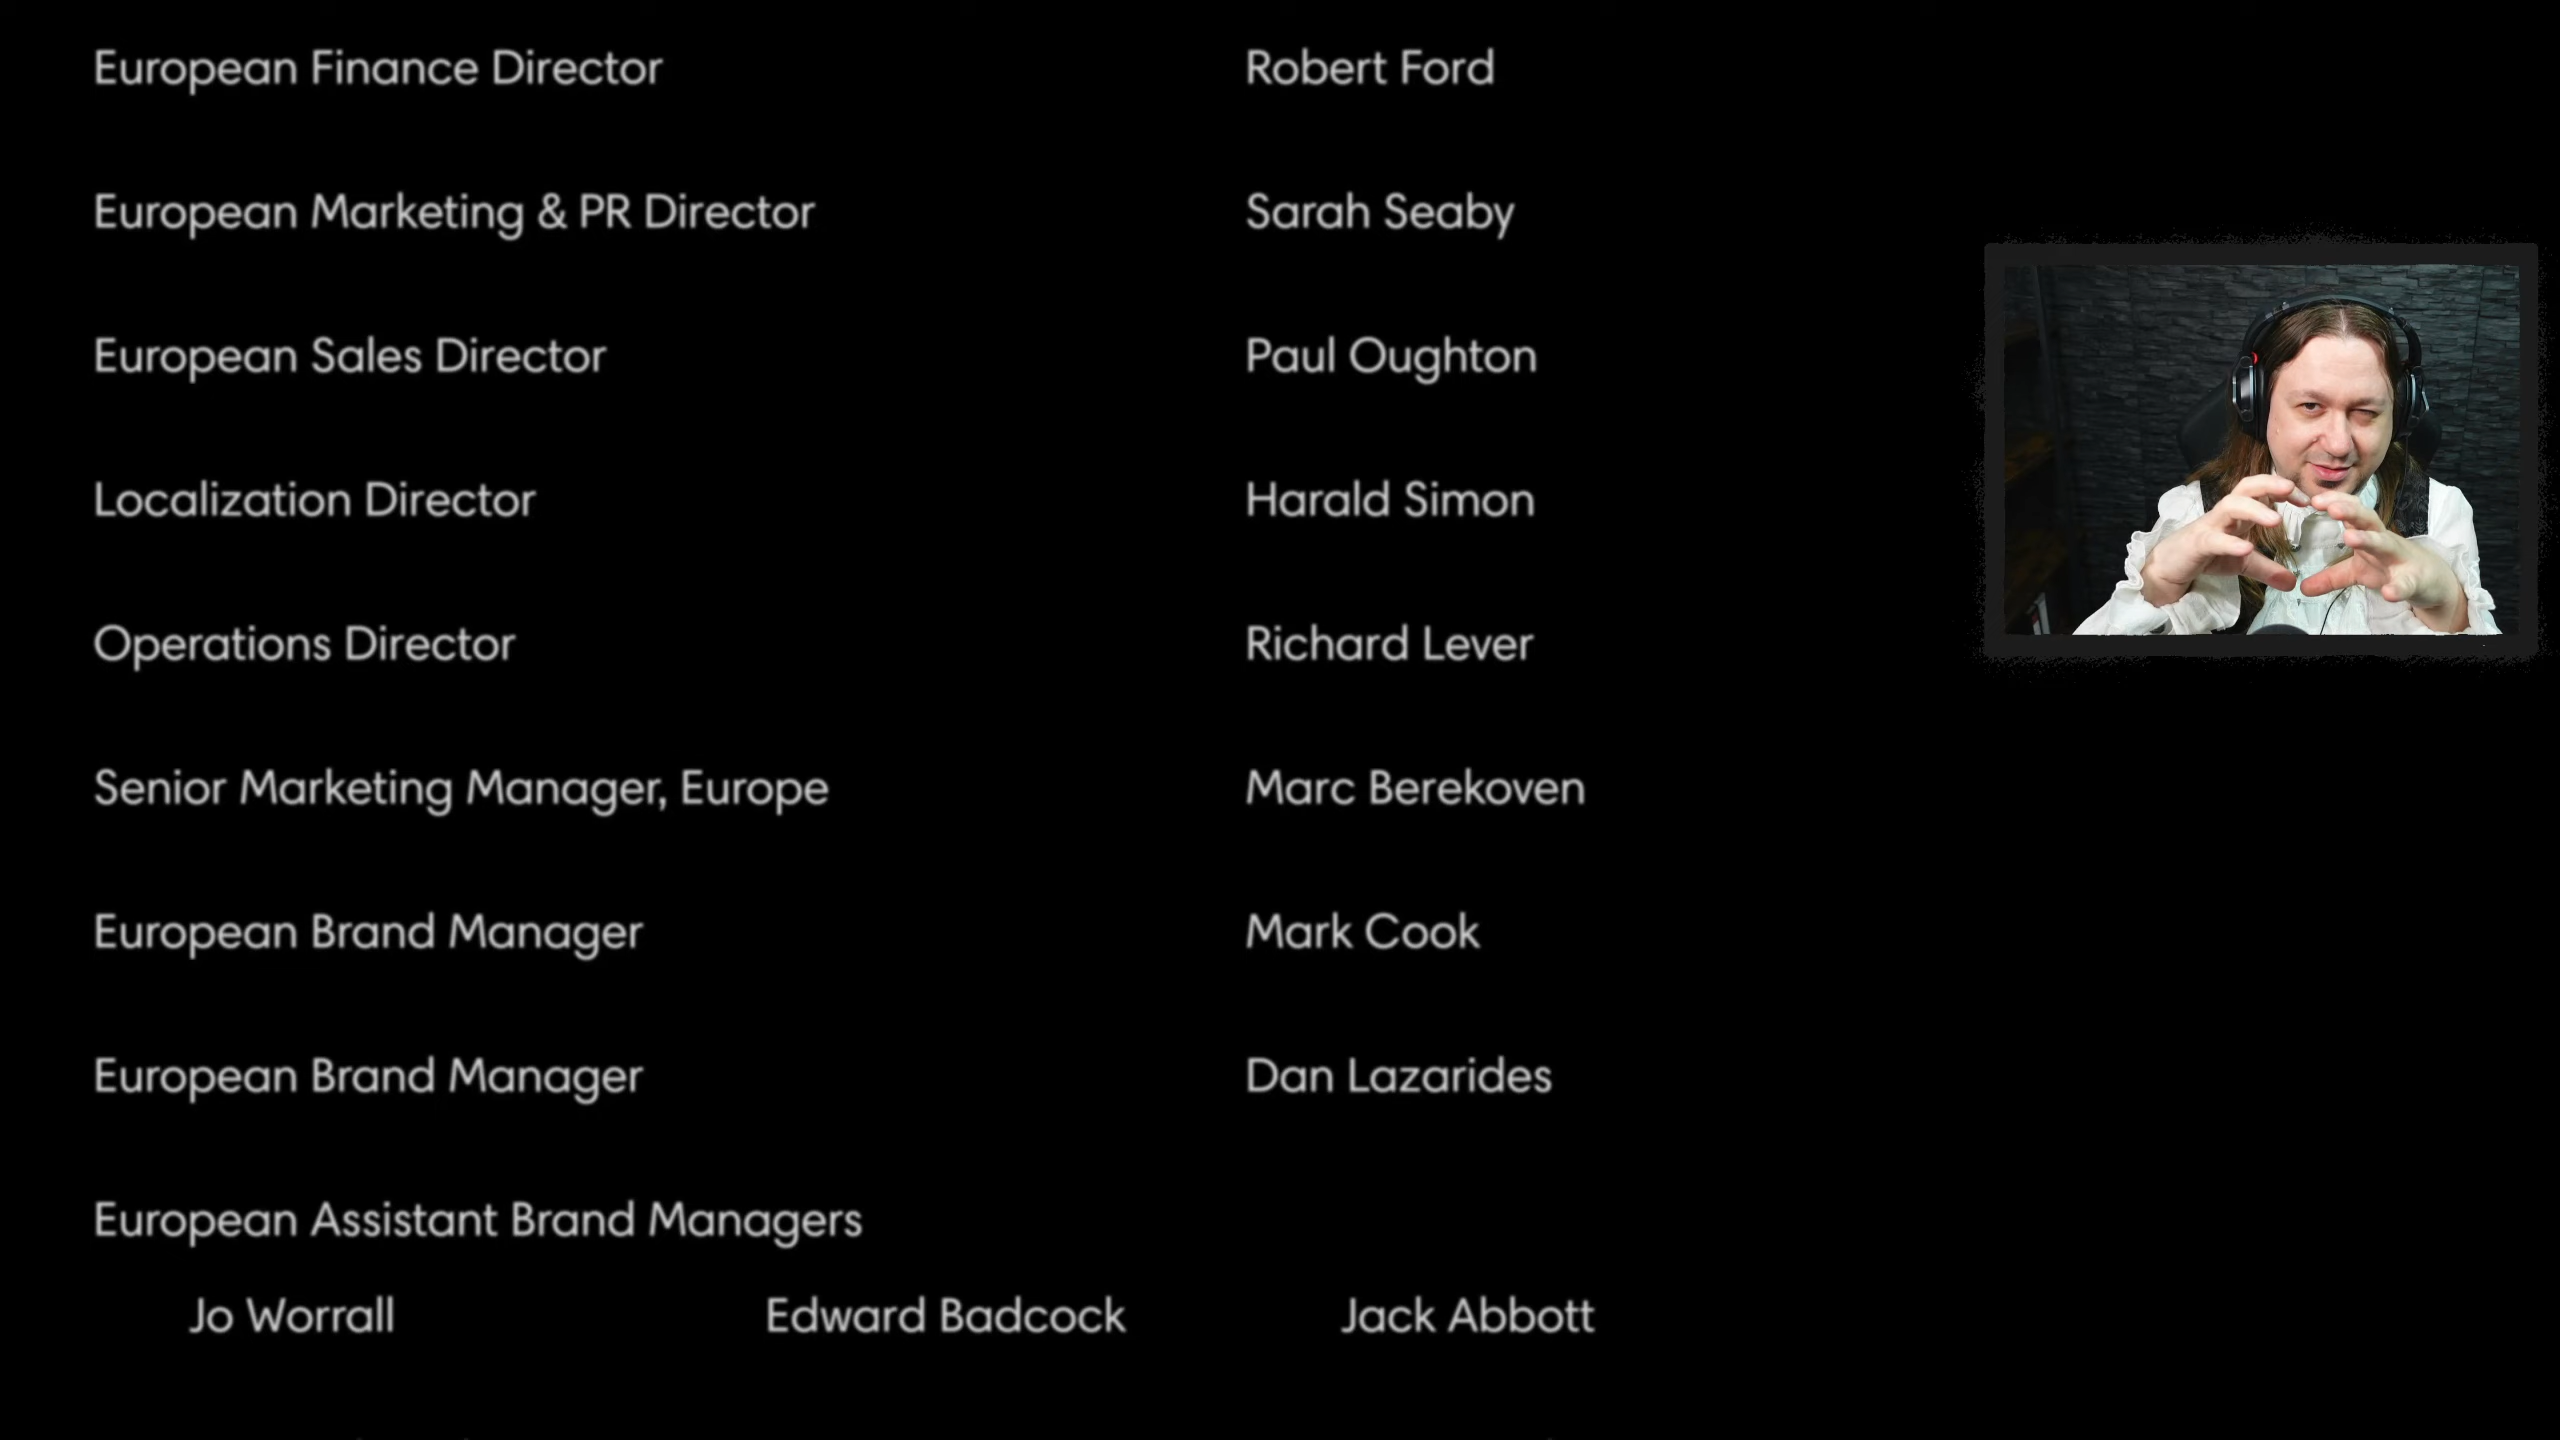 European Finance Director Robert Ford
European Marketing & PR Director Sarah Seaby
European Sales Director Paul Oughton
Localization Director Harald Simon
Operations Director Richard Lever
Senior Marketing Manager, Europe Marc Berekoven
European Brand Manager Mark Cook
European Brand Manager Dan Lazarides
European Assistant Brand Managers
Jo Worrall Edward Badcock Jack Abbott